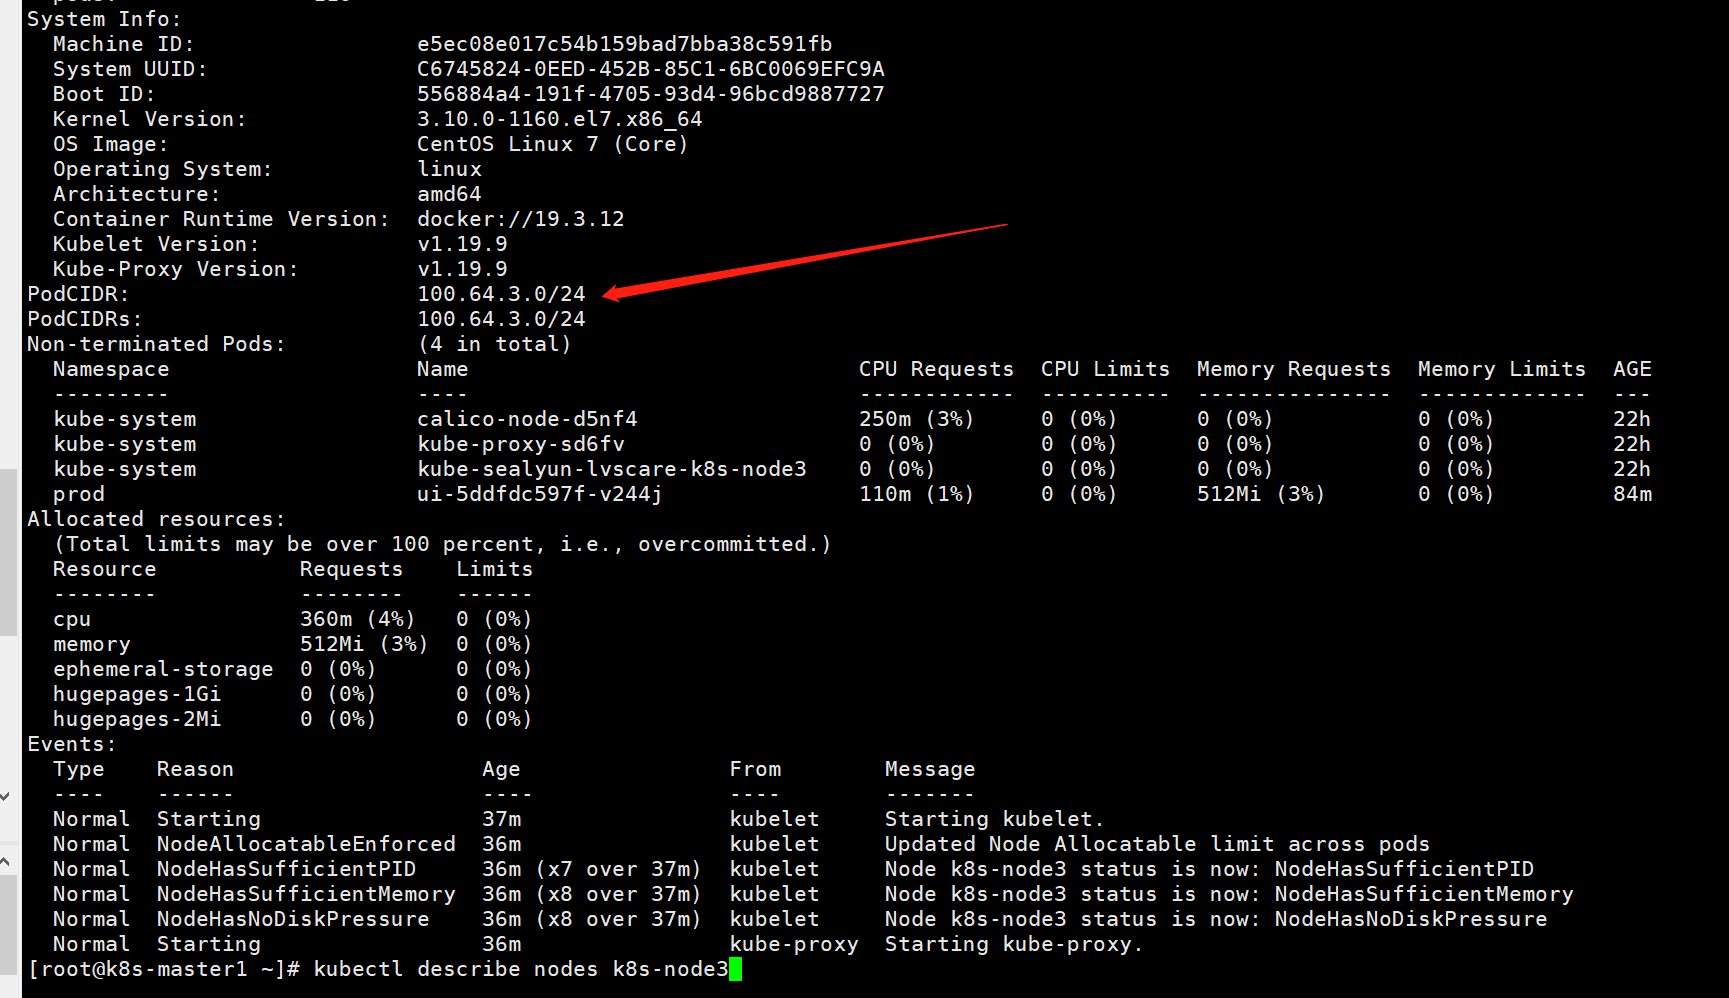 System Info:
  Machine ID:                 e5ec08e017c54b159bad7bba38c591fb
  System UUID:                C6745824-0EED-452B-85C1-6BC0069EFC9A
  Boot ID:                    556884a4-191f-4705-93d4-96bcd9887727
  Kernel Version:             3.10.0-1160.el7.x86_64
  OS Image:                   CentOS Linux 7 (Core)
  Operating System:           linux
  Architecture:               amd64
  Container Runtime Version:  docker://19.3.12
  Kubelet Version:            v1.19.9
  Kube-Proxy Version:         v1.19.9
PodCIDR:                      100.64.3.0/24
PodCIDRs:                     100.64.3.0/24
Non-terminated Pods:          (4 in total)
  Namespace                   Name                              CPU Requests  CPU Limits  Memory Requests  Memory Limits  AGE
  ---------                   ----                              ------------  ----------  ---------------  -------------  ---
  kube-system                 calico-node-d5nf4                 250m (3%)     0 (0%)      0 (0%)           0 (0%)         22h
  kube-system                 kube-proxy-sd6fv                  0 (0%)        0 (0%)      0 (0%)           0 (0%)         22h
  kube-system                 kube-sealyun-lvscare-k8s-node3    0 (0%)        0 (0%)      0 (0%)           0 (0%)         22h
  prod                        ui-5ddfdc597f-v244j               110m (1%)     0 (0%)      512Mi (3%)       0 (0%)         84m
Allocated resources:
  (Total limits may be over 100 percent, i.e., overcommitted.)
  Resource           Requests    Limits
  --------           --------    ------
  cpu                360m (4%)   0 (0%)
  memory             512Mi (3%)  0 (0%)
  ephemeral-storage  0 (0%)      0 (0%)
  hugepages-1Gi      0 (0%)      0 (0%)
  hugepages-2Mi      0 (0%)      0 (0%)
Events:
  Type    Reason                   Age                From        Message
  ----    ------                   ----               ----        -------
  Normal  Starting                 37m                kubelet     Starting kubelet.
  Normal  NodeAllocatableEnforced  36m                kubelet     Updated Node Allocatable limit across pods
  Normal  NodeHasSufficientPID     36m (x7 over 37m)  kubelet     Node k8s-node3 status is now: NodeHasSufficientPID
  Normal  NodeHasSufficientMemory  36m (x8 over 37m)  kubelet     Node k8s-node3 status is now: NodeHasSufficientMemory
  Normal  NodeHasNoDiskPressure    36m (x8 over 37m)  kubelet     Node k8s-node3 status is now: NodeHasNoDiskPressure
  Normal  Starting                 36m                kube-proxy  Starting kube-proxy.
[root@k8s-master1 ~]# kubectl describe nodes k8s-node3